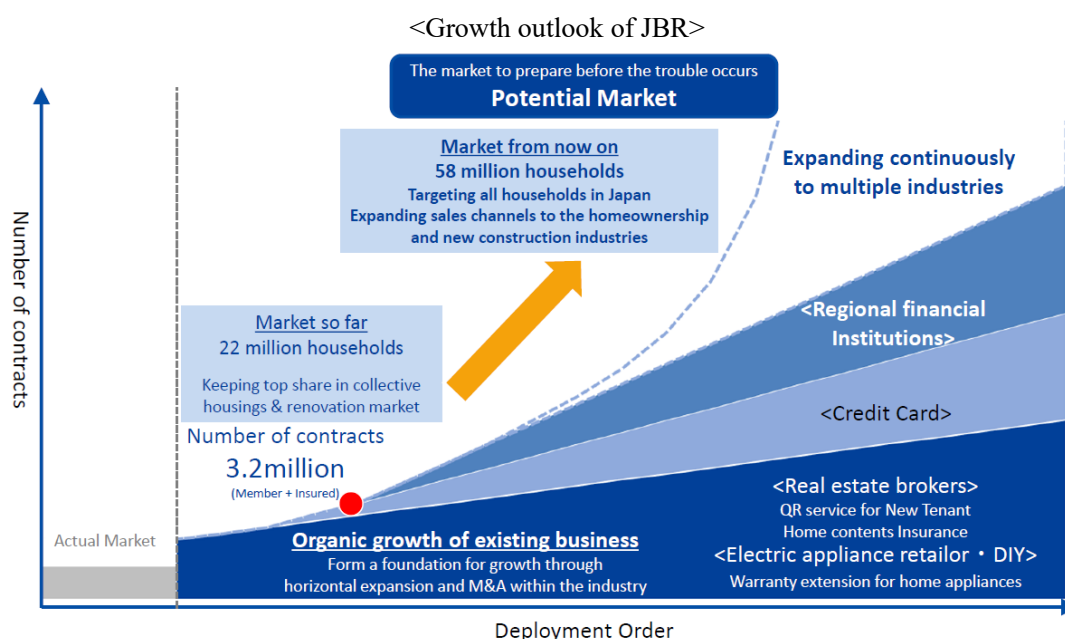 <Growth outlook of JBR>
The market to prepare before the trouble occurs
Potential Market
Market from now on
58 million households
Targeting all households in Japan
Expanding sales channels to the homeownership
and new construction industries
Expanding continuously
to multiple industries
Number of contracts
Market so far
22 million households
Keeping top share in collective
housings & renovation market
<Regional financial
Institutions>
Number of contracts
3.2million
(Member + Insured)
<Credit Card>
Actual Market
Organic growth of existing business
Form a foundation for growth through
horizontal expansion and M&A within the industry
<Real estate brokers>
QR service for New Tenant
Home contents Insurance
<Electric appliance retailor・DIY>
Warranty extension for home appliances
Deployment Order